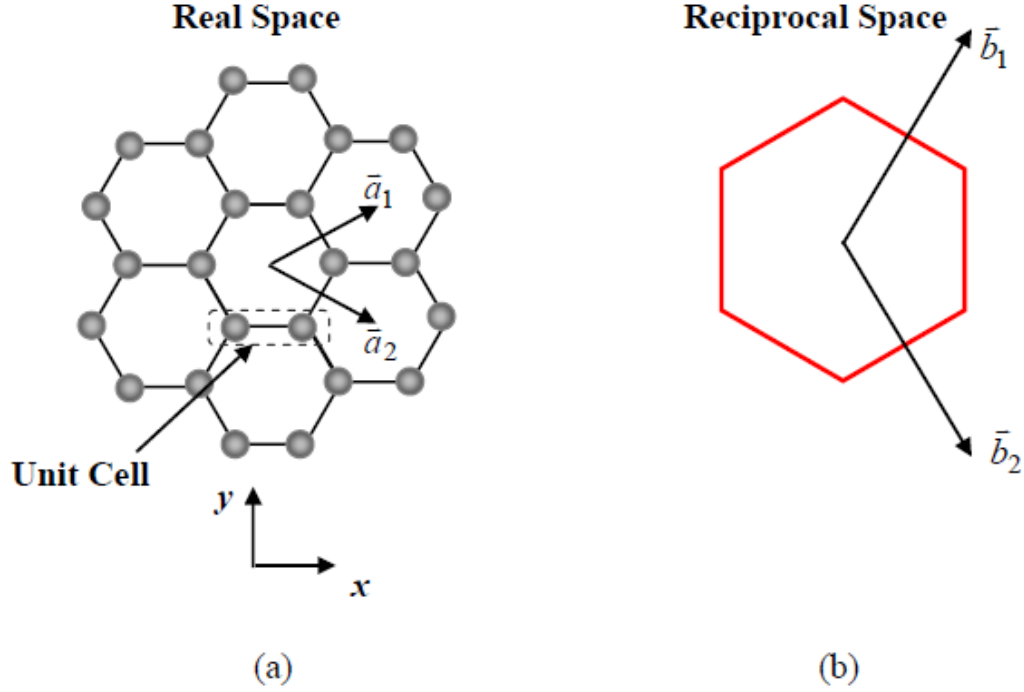 Real Space
Reciprocal Space
b̄₁
ā₁
ā₂
b̄₂
Unit Cell
y
x
(a)
(b)